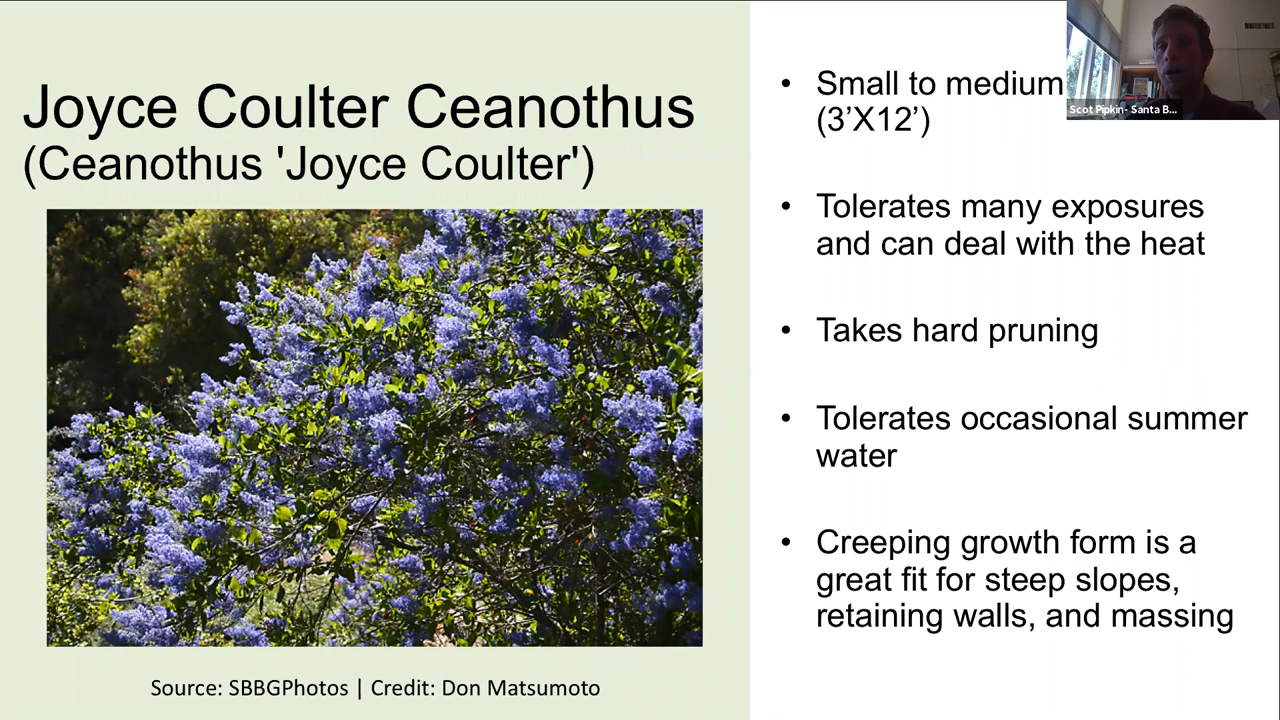 Joyce Coulter Ceanothus
(Ceanothus 'Joyce Coulter')
Source: SBBGPhotos | Credit: Don Matsumoto
• Small to medium
(3’X12’)
• Tolerates many exposures
and can deal with the heat
• Takes hard pruning
• Tolerates occasional summer
water
• Creeping growth form is a
great fit for steep slopes,
retaining walls, and massing
Scot Pipkin- Santa B...